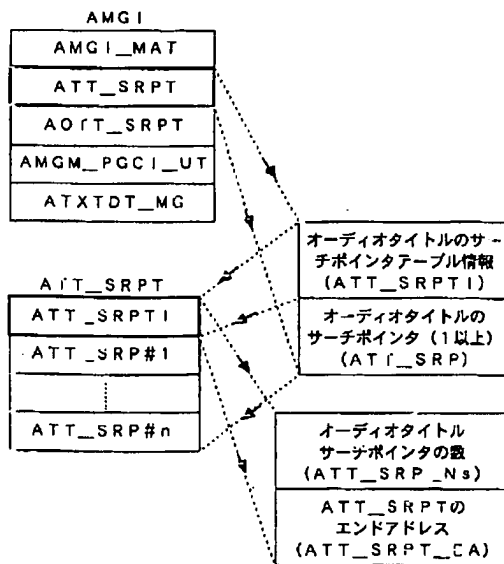 AMGI
AMGI_MAT
ATT_SRPT
AOTT_SRPT
AMGM_PGCI_UT
ATXTDT_MG
ATT_SRPT
ATT_SRPTI
ATT_SRP#1
ATT_SRP#n
オーディオタイトルのサー
チポインタテーブル情報
(ATT_SRPTI)
オーディオタイトルの
サーチポインタ(1以上)
(ATT_SRP)
オーディオタイトル
サーチポインタの数
(ATT_SRP_Ns)
ATT_SRPTの
エンドアドレス
(ATT_SRPT_EA)